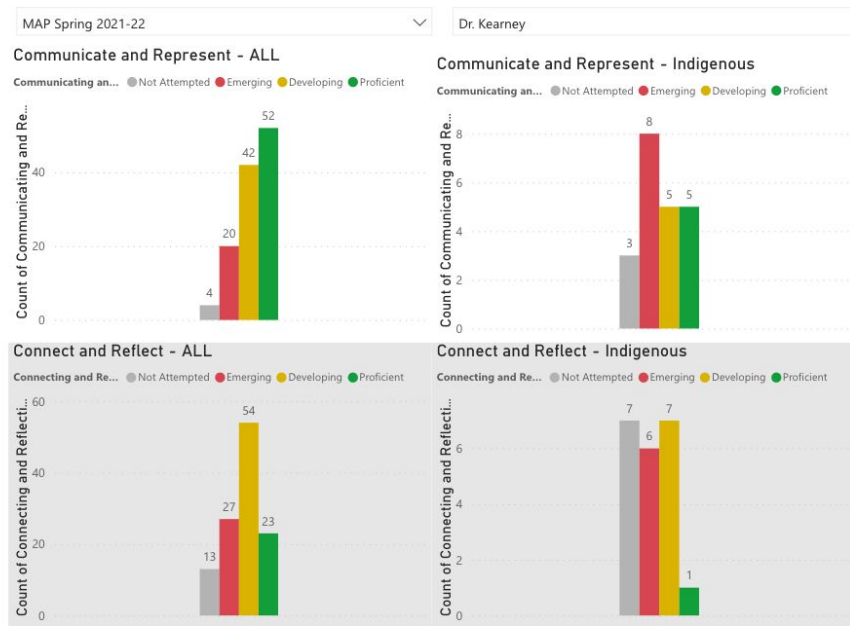 MAP Spring 2021-22
Dr. Kearney
Communicate and Represent - ALL
Communicating an... Not Attempted Emerging Developing Proficient
Count of Communicating and Re...
40
20
0
4
20
42
52
Communicate and Represent - Indigenous
Communicating an... Not Attempted Emerging Developing Proficient
Count of Communicating and Re...
8
6
4
2
0
3
8
5
5
Connect and Reflect - ALL
Connecting and Re... Not Attempted Emerging Developing Proficient
Count of Connecting and Reflecti...
60
40
20
0
13
27
54
23
Connect and Reflect - Indigenous
Connecting and Re... Not Attempted Emerging Developing Proficient
Count of Connecting and Reflecti...
6
4
2
0
7
6
7
1